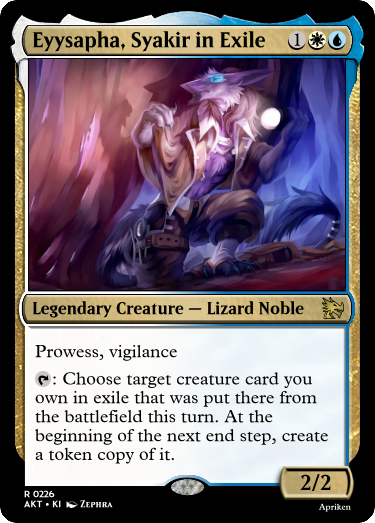 Eyysapha, Syakir in Exile 1
Legendary Creature — Lizard Noble
Prowess, vigilance
: Choose target creature card you
own in exile that was put there from
the battlefield this turn. At the
beginning of the next end step, create
a token copy of it.
2/2
R 0226
AKT • KI Zephra
Apriken